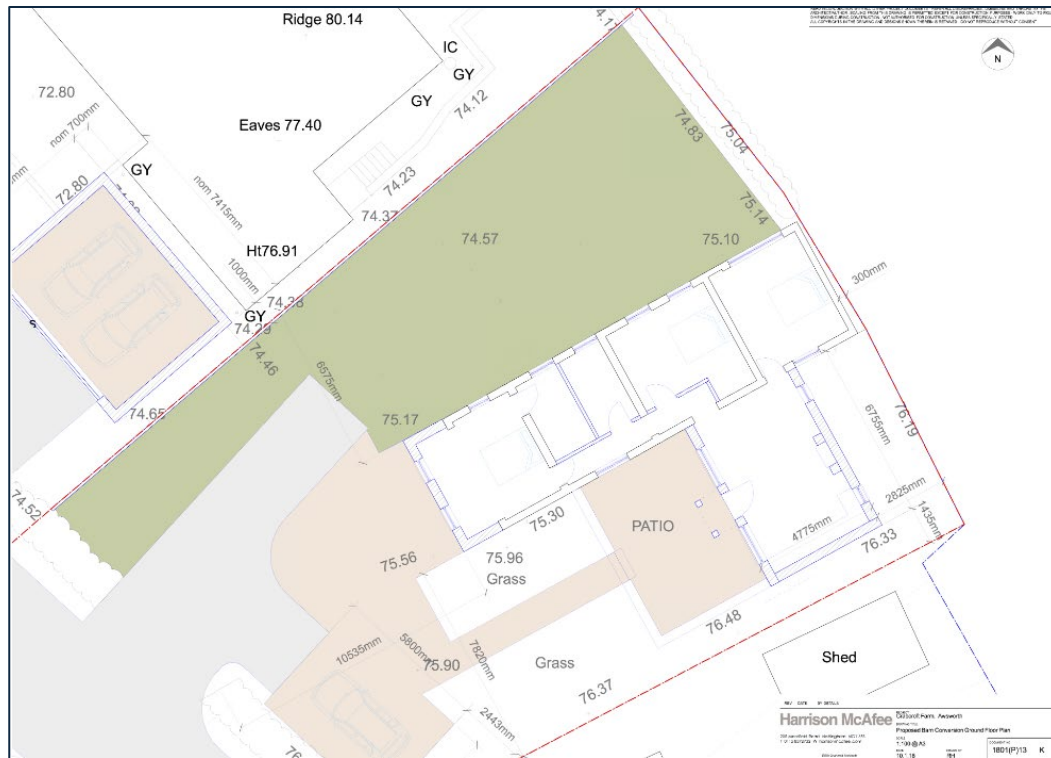 Ridge 80.14
74.11
IC
GY
GY
74.12
72.80
nom 700mm
Eaves 77.40
GY
72.80
nom 7415mm
74.23
74.37
Ht76.91
1000mm
74.38
GY
74.29
74.46
74.57
74.83
75.04
75.14
75.10
N
300mm
6575mm
74.65
74.52
75.17
75.30
75.56
75.96
Grass
PATIO
6755mm
76.19
2825mm
1435mm
4775mm
76.33
76.48
10535mm
5800mm
75.90
7820mm
Grass
76.37
2443mm
Shed
Harrison McAfee
Proposed Barn Conversion Ground Floor Plan
1:100@A3
1801(P)13 K